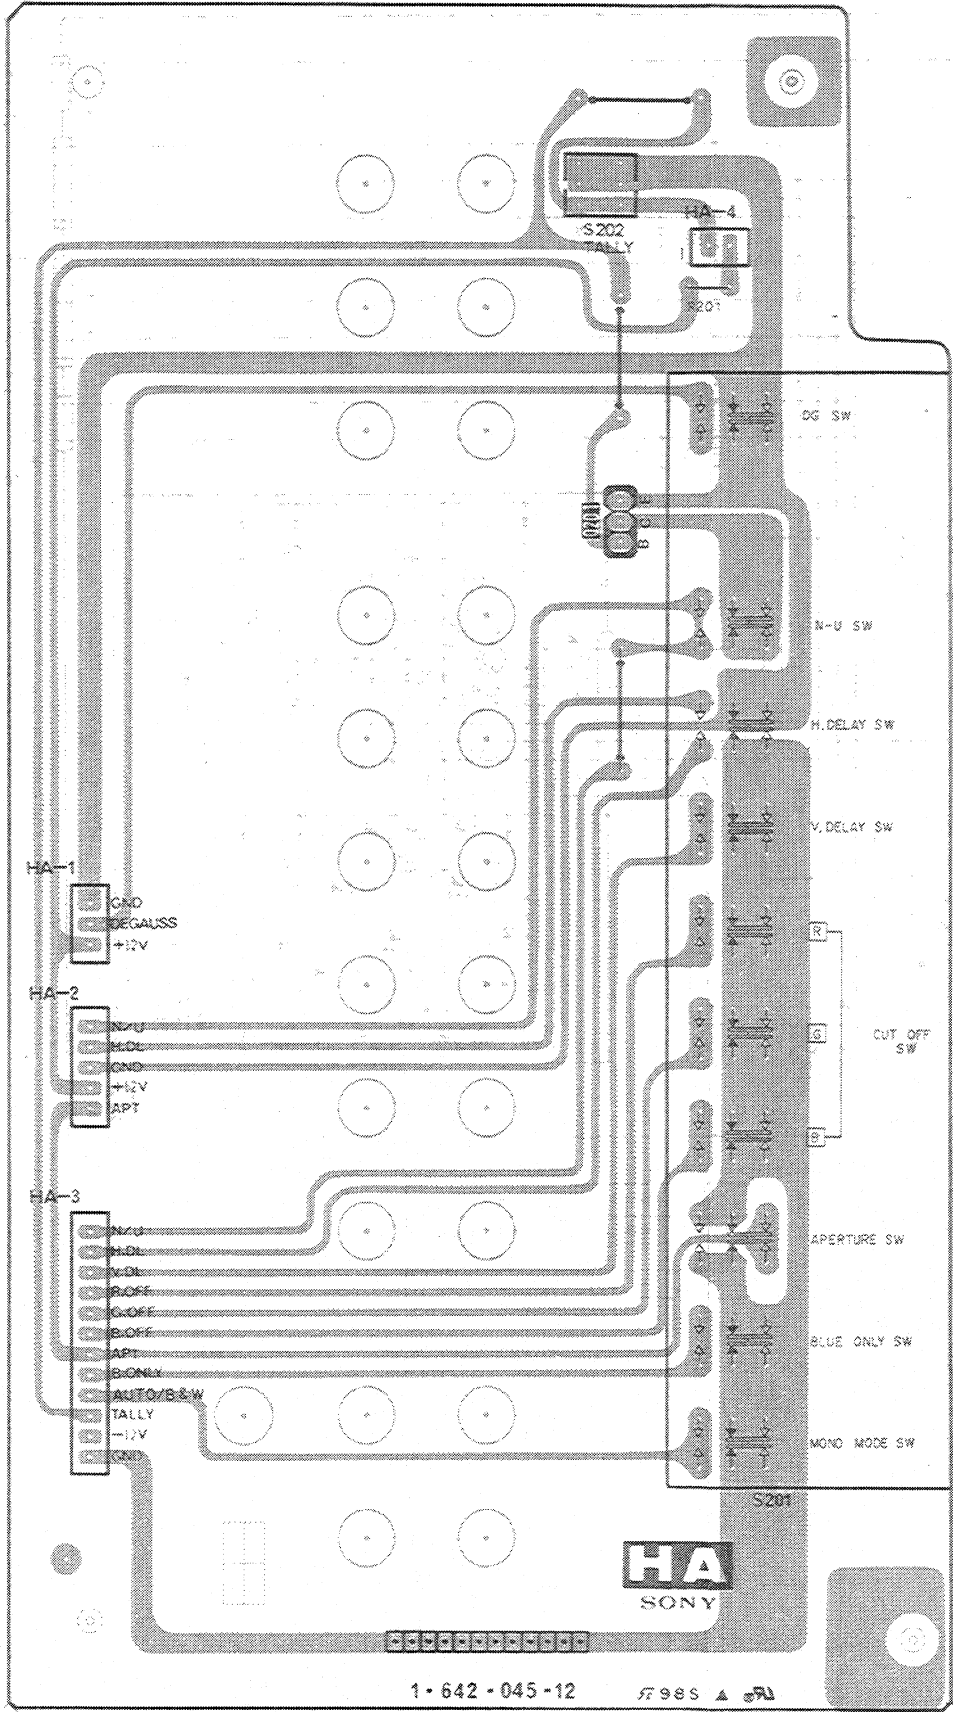 HA-4
S202
TALLY
DG SW
E
C
B
N-U SW
H.DELAY SW
V.DELAY SW
HA-1
GND
DEGAUSS
+12V
R
HA-2
N/U
H.DL
GND
+12V
APT
G
CUT OFF
SW
B
HA-3
N/U
H.DL
V.DL
R.OFF
G.OFF
B.OFF
APT
B.ONLY
AUTO/B&W
TALLY
-12V
GND
APERTURE SW
BLUE ONLY SW
MONO MODE SW
S201
HA
SONY
1-642-045-12
98S